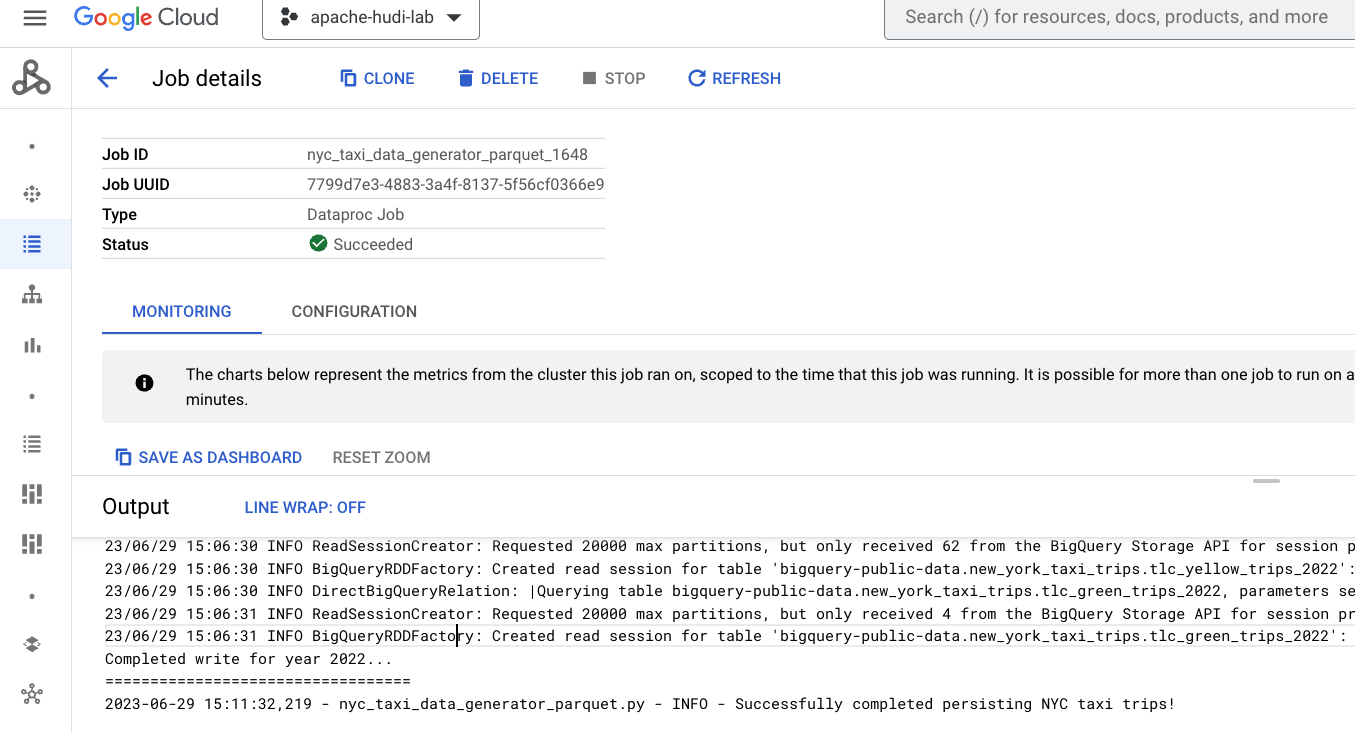 Google Cloud
apache-hudi-lab
Search (/) for resources, docs, products, and more
Job details
CLONE
DELETE
STOP
REFRESH
Job ID nyc_taxi_data_generator_parquet_1648
Job UUID 7799d7e3-4883-3a4f-8137-5f56cf0366e9
Type Dataproc Job
Status Succeeded
MONITORING
CONFIGURATION
The charts below represent the metrics from the cluster this job ran on, scoped to the time that this job was running. It is possible for more than one job to run on a
minutes.
SAVE AS DASHBOARD
RESET ZOOM
Output
LINE WRAP: OFF
23/06/29 15:06:30 INFO ReadSessionCreator: Requested 20000 max partitions, but only received 62 from the BigQuery Storage API for session p
23/06/29 15:06:30 INFO BigQueryRDDFactory: Created read session for table 'bigquery-public-data.new_york_taxi_trips.tlc_yellow_trips_2022':
23/06/29 15:06:30 INFO DirectBigQueryRelation: |Querying table bigquery-public-data.new_york_taxi_trips.tlc_green_trips_2022, parameters se
23/06/29 15:06:31 INFO ReadSessionCreator: Requested 20000 max partitions, but only received 4 from the BigQuery Storage API for session pr
23/06/29 15:06:31 INFO BigQueryRDDFactory: Created read session for table 'bigquery-public-data.new_york_taxi_trips.tlc_green_trips_2022':
Completed write for year 2022...
==================================
2023-06-29 15:11:32,219 - nyc_taxi_data_generator_parquet.py - INFO - Successfully completed persisting NYC taxi trips!